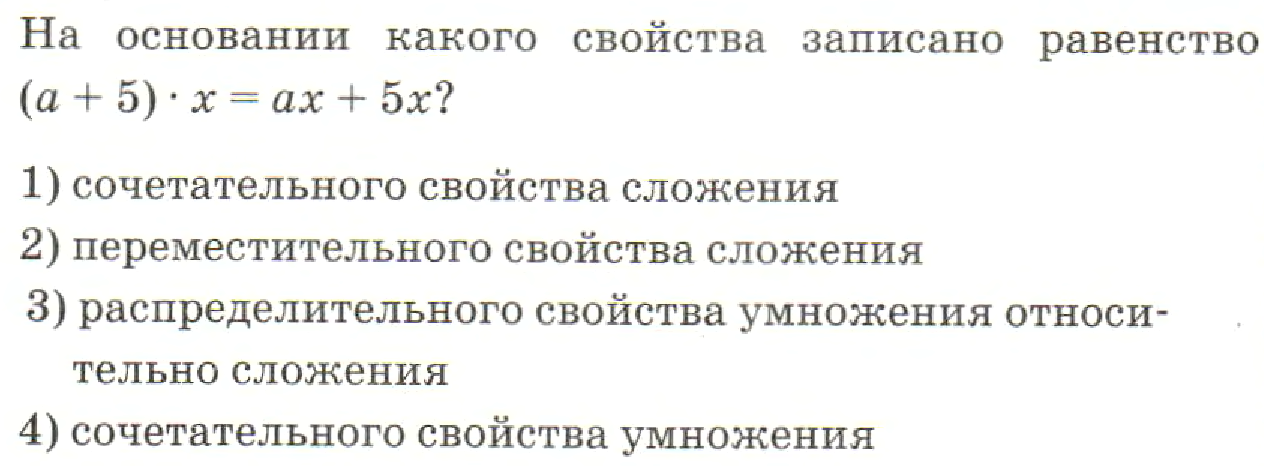 На основании какого свойства записано равенство
(a + 5) · x = ax + 5x?
1) сочетательного свойства сложения
2) переместительного свойства сложения
3) распределительного свойства умножения относи-
тельно сложения
4) сочетательного свойства умножения